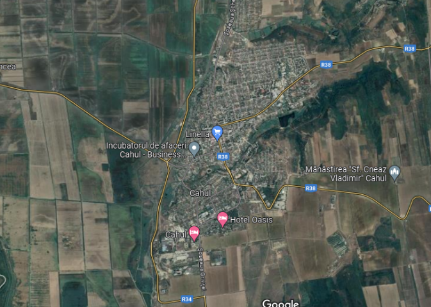 R38
R38
Linella
Incubatorul de afaceri
Cahul - Business
R38
Mănăstirea "Sf. Cneaz
Vladimir" Cahul
R38
Cahul
Hotel Oasis
R34
Google